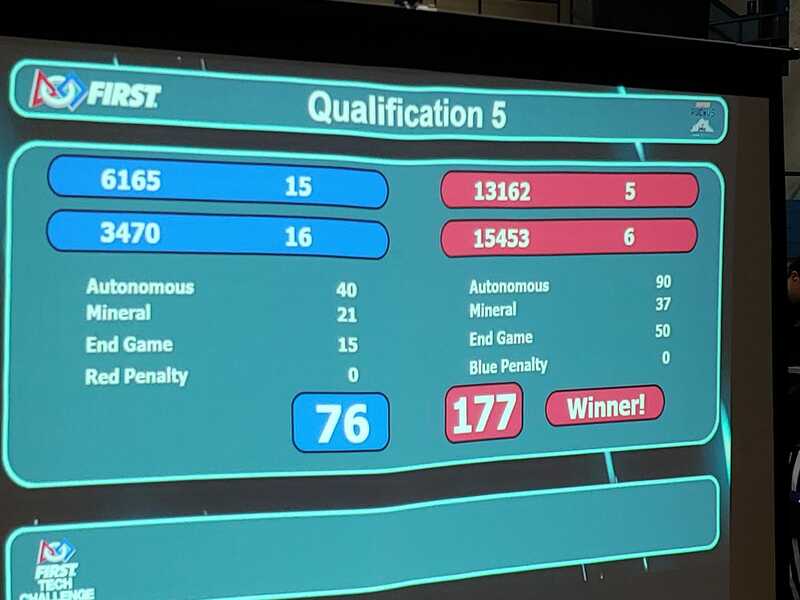 FIRST
Qualification 5
6165 15
3470 16
Autonomous 40
Mineral 21
End Game 15
Red Penalty 0
76
13162 5
15453 6
Autonomous 90
Mineral 37
End Game 50
Blue Penalty 0
177 Winner!
FIRST
TECH
CHALLENGE